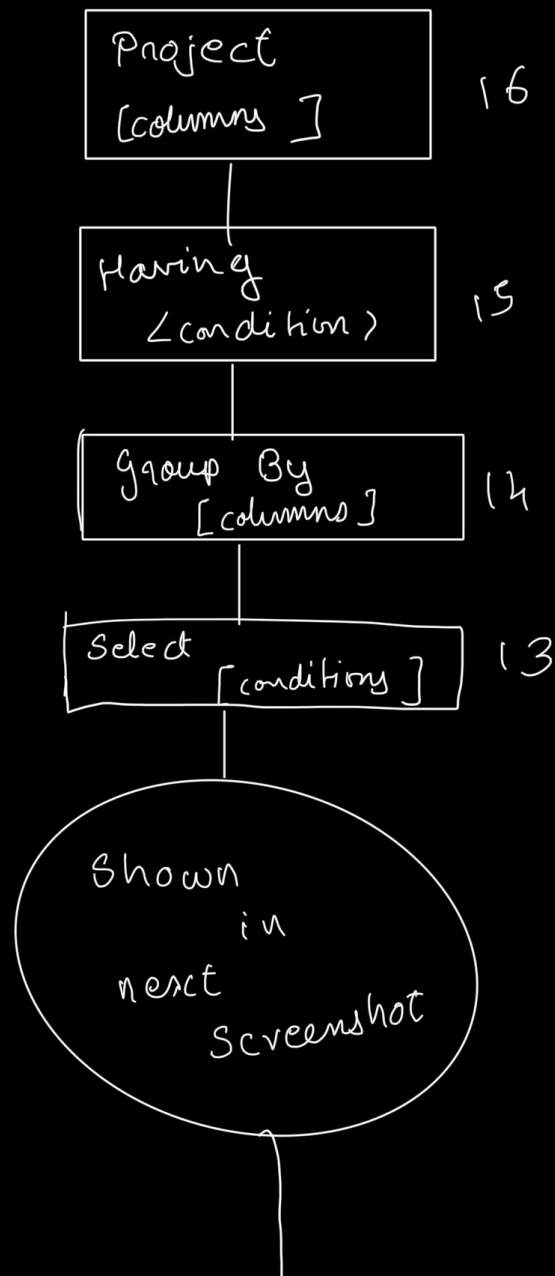 Project
[columns]
16
Having
<condition>
15
Group By
[columns]
14
Select
[conditions]
13
Shown
in
next
Screenshot